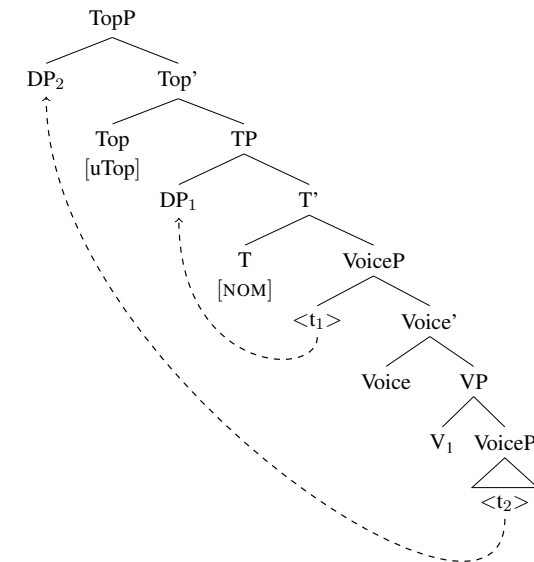 TopP
DP₂ Top’
Top TP
[uTop]
DP₁ T’
T VoiceP
[NOM]
<t₁> Voice’
Voice VP
V₁ VoiceP
<t₂>